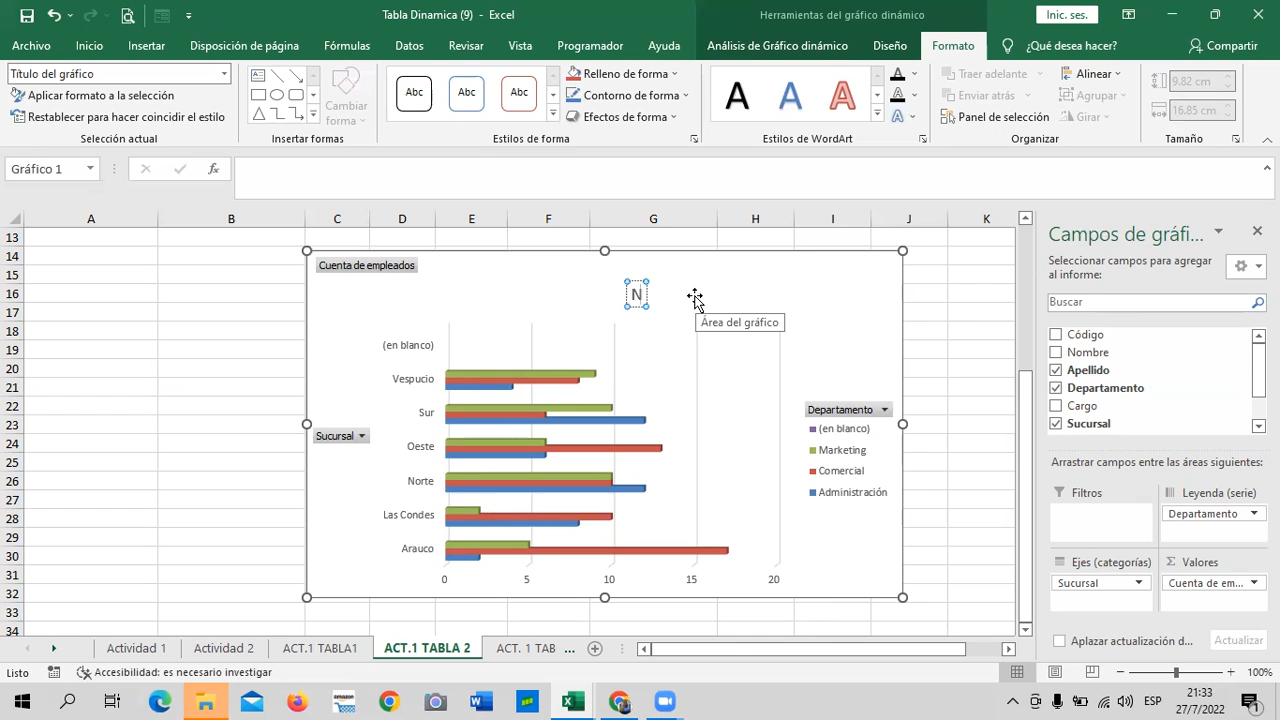 Tabla Dinamica (M) - Excel
Herramientas del gráfico dinámico
Inic. ses.
Archivo
Inicio
Insertar
Disposición de página
Fórmulas
Datos
Revisar
Vista
Programador
Ayuda
Análisis de Gráfico dinámico
Diseño
Formato
¿Qué desea hacer?
Compartir
Título del gráfico
Aplicar formato a la selección
Restablecer para hacer coincidir el estilo
Selección actual
Cambiar forma
Insertar formas
Abc
Abc
Abc
Relleno de forma
Contorno de forma
Efectos de forma
Estilos de forma
A
A
A
Estilos de WordArt
Traer adelante
Enviar atrás
Panel de selección
Alinear
Agrupar
Girar
Organizar
9.82 cm
16.85 cm
Tamaño
Gráfico 1
fx
A
B
C
D
E
F
G
H
I
J
K
13
14
15
16
17
18
19
20
21
22
23
24
25
26
27
28
29
30
31
32
33
34
Cuenta de empleados
N
Área del gráfico
(en blanco)
Vespucio
Sur
Oeste
Norte
Las Condes
Arauco
Sucursal
0
5
10
15
20
Departamento
(en blanco)
Marketing
Comercial
Administración
Campos de gráfi...
Seleccionar campos para agregar
al informe:
Buscar
Código
Nombre
Apellido
Departamento
Cargo
Sucursal
Arrastrar campos entre las áreas siguientes:
Filtros
Leyenda (serie)
Departamento
Ejes (categorías)
Σ Valores
Sucursal
Cuenta de em...
Aplazar actualización d...
Actualizar
Actividad 1
Actividad 2
ACT.1 TABLA1
ACT.1 TABLA 2
ACT. 1 TAB
...
Listo
Accesibilidad: es necesario investigar
100%
amazon
ESP
21:33
27/7/2022